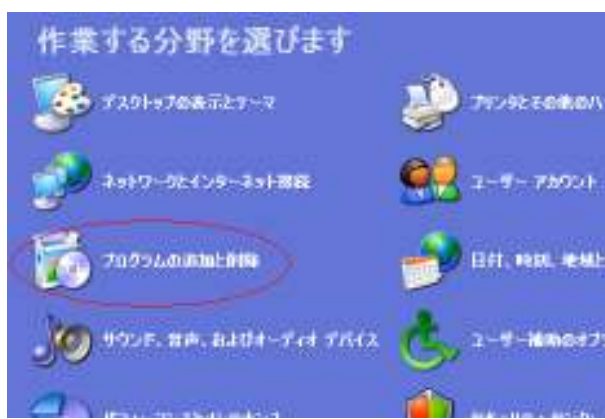 作業する分野を選びます
デスクトップの表示とテーマ
プリンタとその他のハ
ネットワークとインターネット接続
ユーザー アカウント
プログラムの追加と削除
日付、時刻、地域と
サウンド、音声、およびオーディオ デバイス
ユーザー補助のオプ